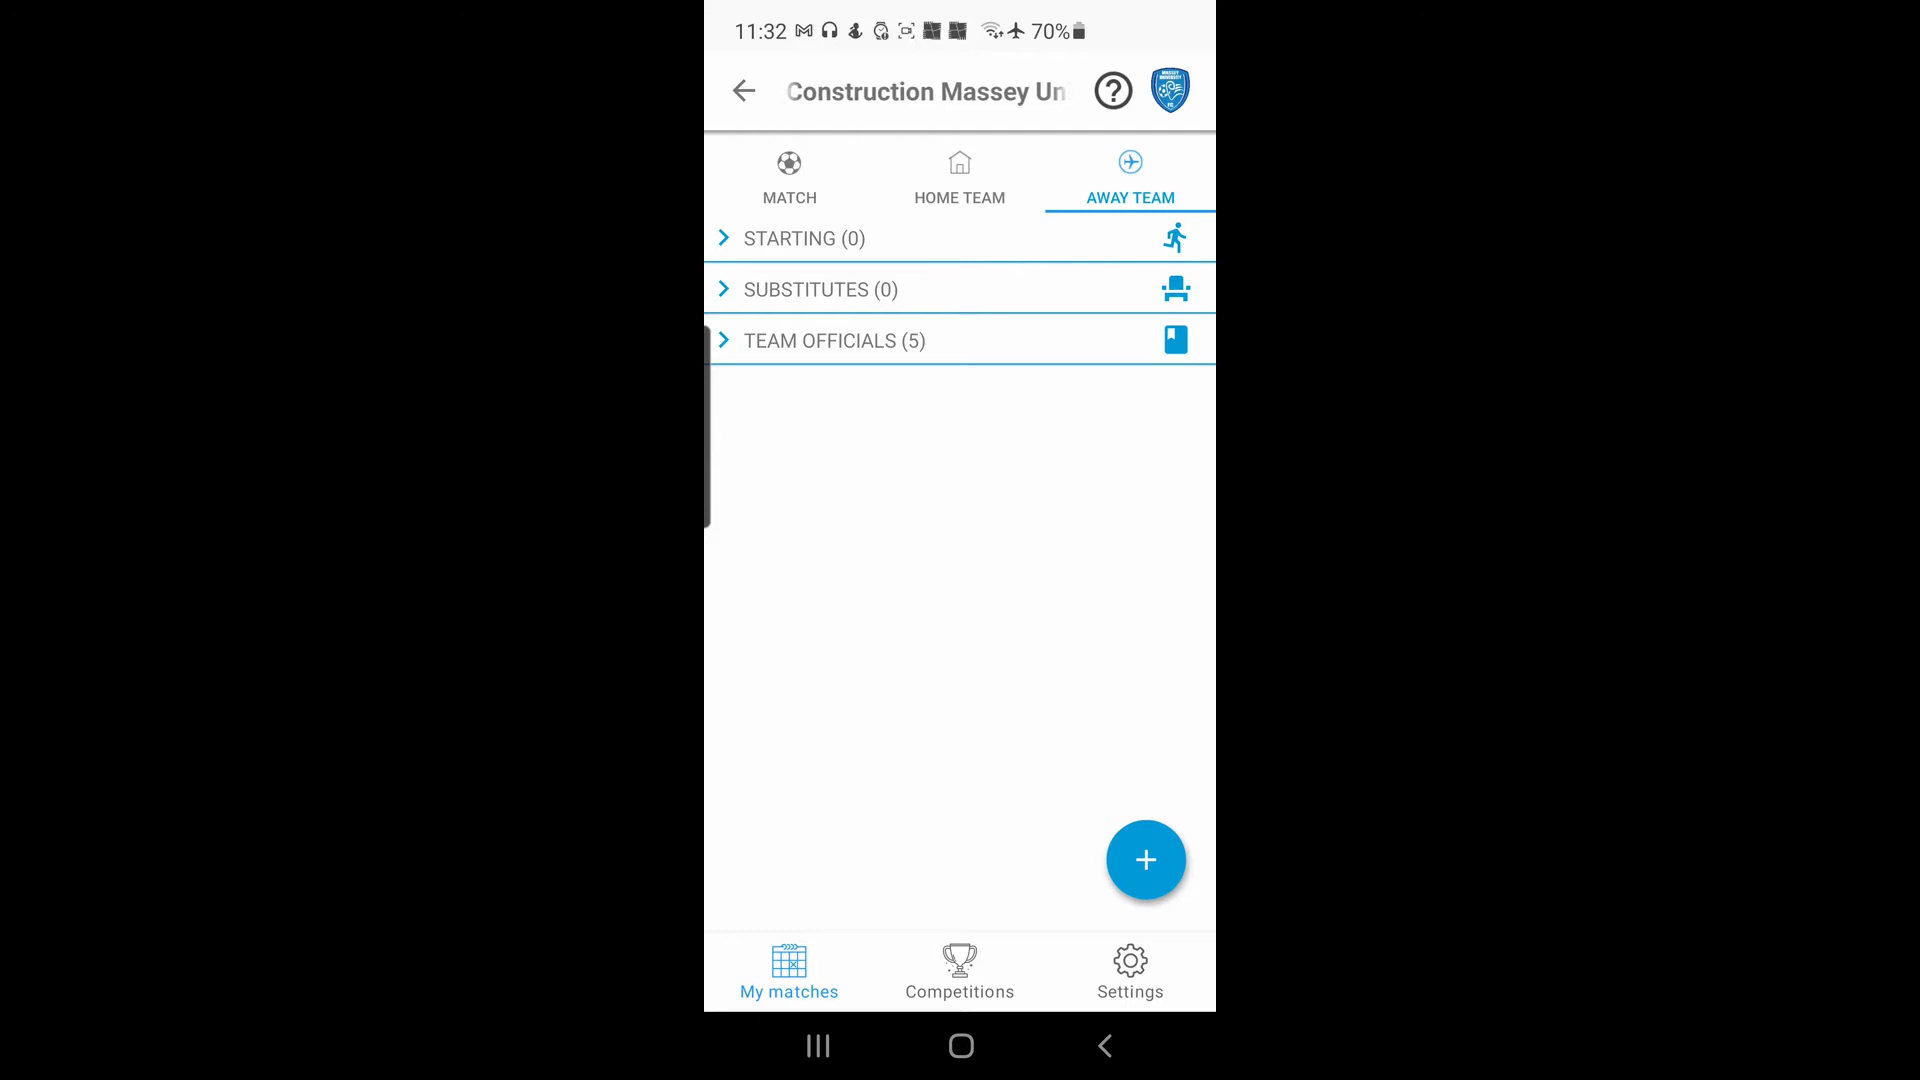 11:32 70%
Construction Massey Un
MATCH HOME TEAM AWAY TEAM
STARTING (0)
SUBSTITUTES (0)
TEAM OFFICIALS (5)
+
My matches Competitions Settings